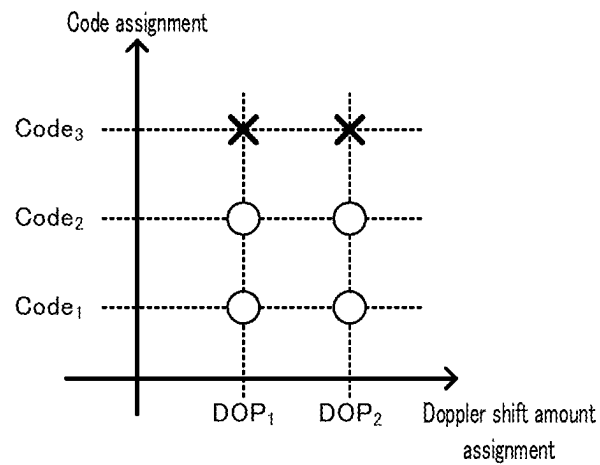 Code assignment
Code₃
Code₂
Code₁
DOP₁ DOP₂ Doppler shift amount
assignment